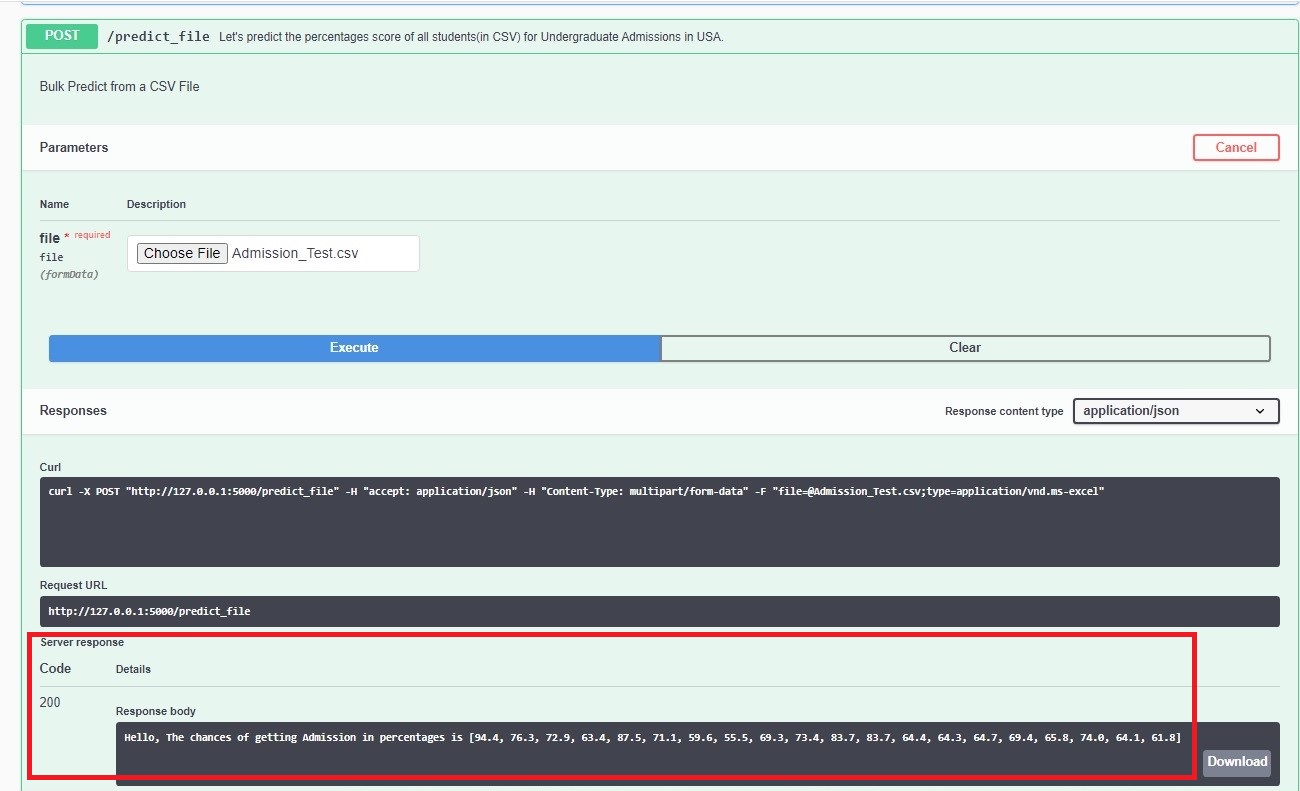 POST /predict_file Let's predict the percentages score of all students(in CSV) for Undergraduate Admissions in USA.
Bulk Predict from a CSV File
Parameters Cancel
Name Description
file * required
file
(formData)
Choose File Admission_Test.csv
Execute Clear
Responses Response content type application/json
Curl
curl -X POST "http://127.0.0.1:5000/predict_file" -H "accept: application/json" -H "Content-Type: multipart/form-data" -F "file=@Admission_Test.csv;type=application/vnd.ms-excel"
Request URL
http://127.0.0.1:5000/predict_file
Server response
Code Details
200
Response body
Hello, The chances of getting Admission in percentages is [94.4, 76.3, 72.9, 63.4, 87.5, 71.1, 59.6, 55.5, 69.3, 73.4, 83.7, 83.7, 64.4, 64.3, 64.7, 69.4, 65.8, 74.0, 64.1, 61.8]
Download